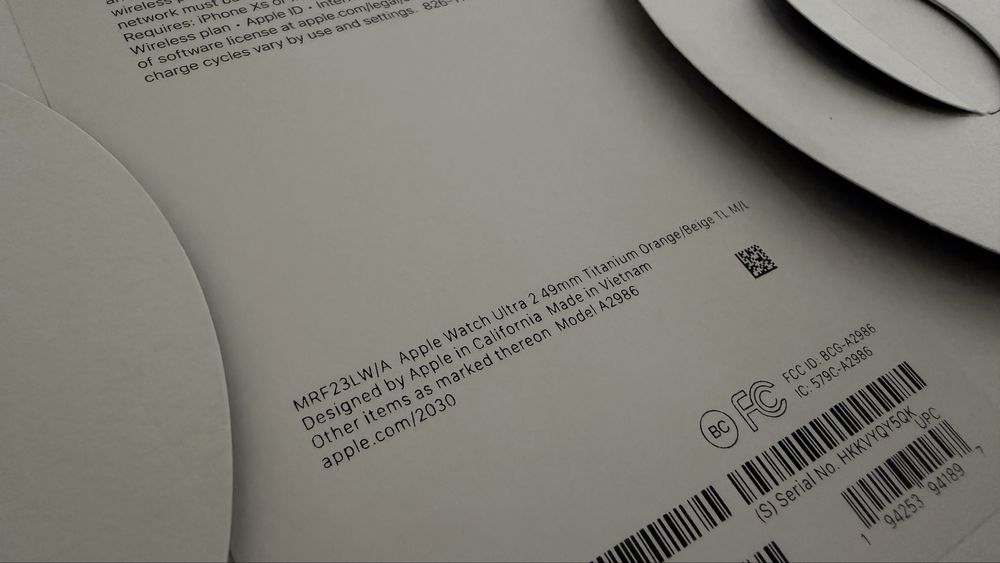 wireless
network must
Requires: iPhone Xs or
Wireless plan • Apple ID •
of software license at apple.com/legal/
charge cycles vary by use and settings. 826-
MRF23LW/A Apple Watch Ultra 2 49mm Titanium Orange/Beige TL M/L
Designed by Apple in California Made in Vietnam
Other items as marked thereon Model A2986
apple.com/2030
BC FC FCC ID: BCG-A2986
IC: 579C-A2986
(S) Serial No. HKKVYQY5QK
UPC
1 94253 94189 7